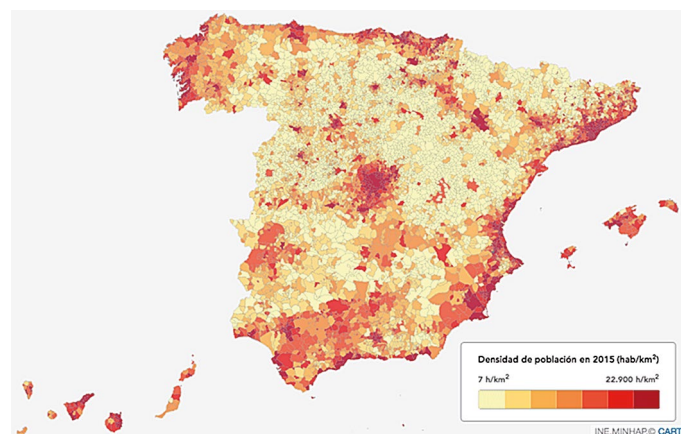 Densidad de población en 2015 (hab/km²)
7 h/km² 22.900 h/km²
INE.MINHAP.© CART